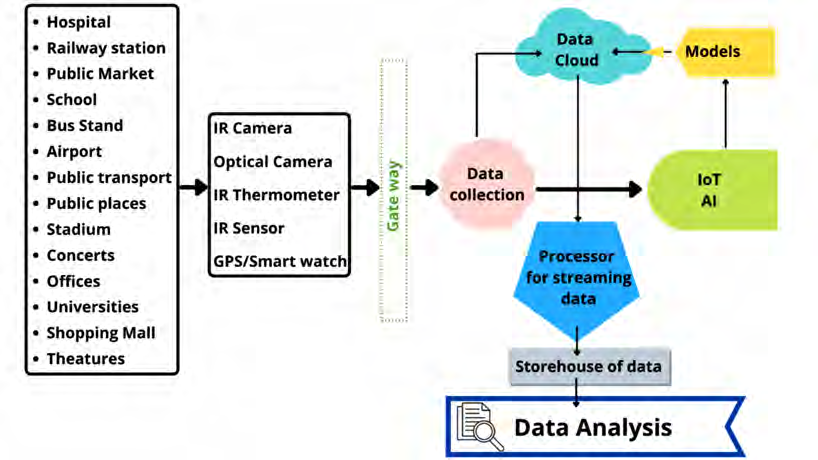 • Hospital
• Railway station
• Public Market
• School
• Bus Stand
• Airport
• Public transport
• Public places
• Stadium
• Concerts
• Offices
• Universities
• Shopping Mall
• Theatures
IR Camera
Optical Camera
IR Thermometer
IR Sensor
GPS/Smart watch
Gate way
Data
collection
Data
Cloud
Models
IoT
AI
Processor
for streaming
data
Storehouse of data
Data Analysis